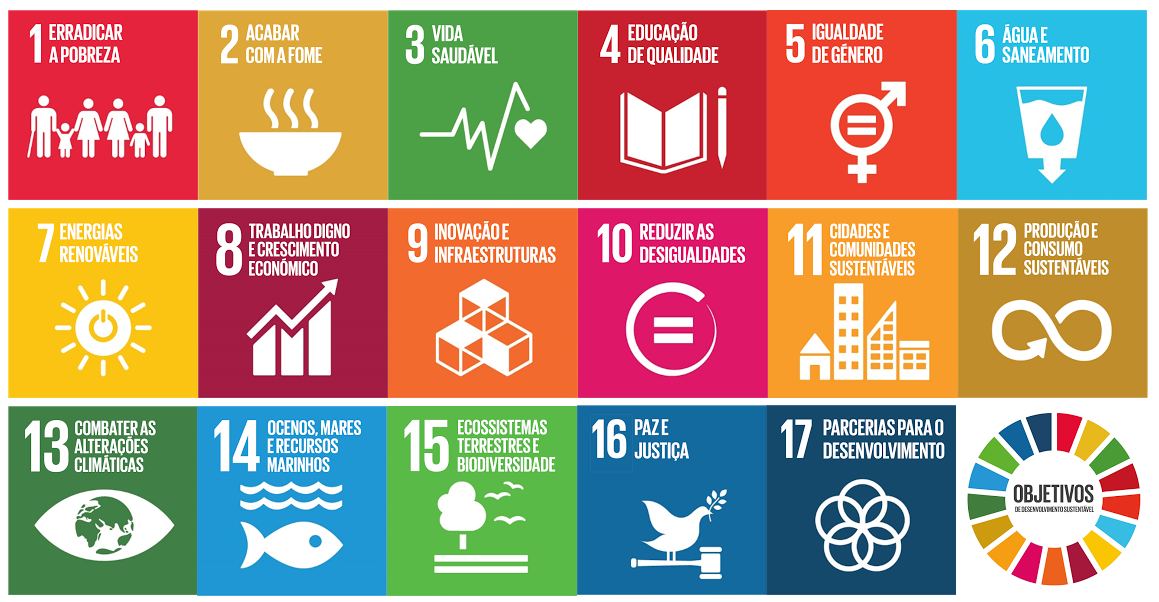 1 ERRADICAR
A POBREZA
2 ACABAR
COM A FOME
3 VIDA
SAUDÁVEL
4 EDUCAÇÃO
DE QUALIDADE
5 IGUALDADE
DE GÉNERO
6 ÁGUA E
SANEAMENTO
7 ENERGIAS
RENOVÁVEIS
8 TRABALHO DIGNO
E CRESCIMENTO
ECONÓMICO
9 INOVAÇÃO E
INFRAESTRUTURAS
10 REDUZIR AS
DESIGUALDADES
11 CIDADES E
COMUNIDADES
SUSTENTÁVEIS
12 PRODUÇÃO E
CONSUMO
SUSTENTÁVEIS
13 COMBATER AS
ALTERAÇÕES
CLIMÁTICAS
14 OCENOS, MARES
E RECURSOS
MARINHOS
15 ECOSSISTEMAS
TERRESTRES E
BIODIVERSIDADE
16 PAZ E
JUSTIÇA
17 PARCERIAS PARA O
DESENVOLVIMENTO
OBJETIVOS
DE DESENVOLVIMENTO SUSTENTÁVEL